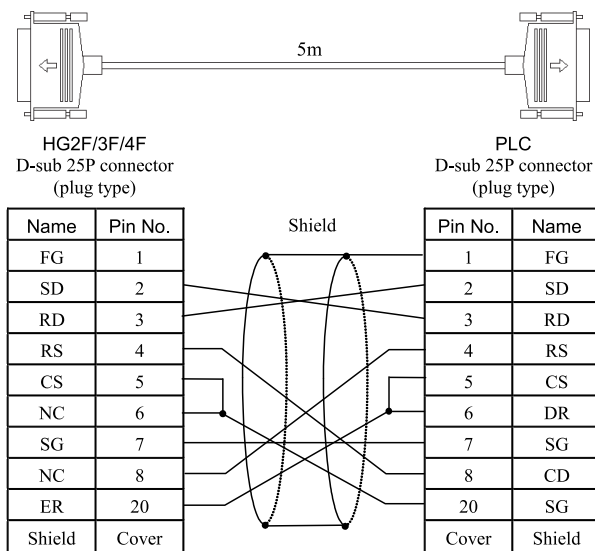 5m
HG2F/3F/4F
D-sub 25P connector
(plug type)
PLC
D-sub 25P connector
(plug type)
Name Pin No.
FG 1
SD 2
RD 3
RS 4
CS 5
NC 6
SG 7
NC 8
ER 20
Shield Cover
Shield
Pin No. Name
1 FG
2 SD
3 RD
4 RS
5 CS
6 DR
7 SG
8 CD
20 SG
Cover Shield